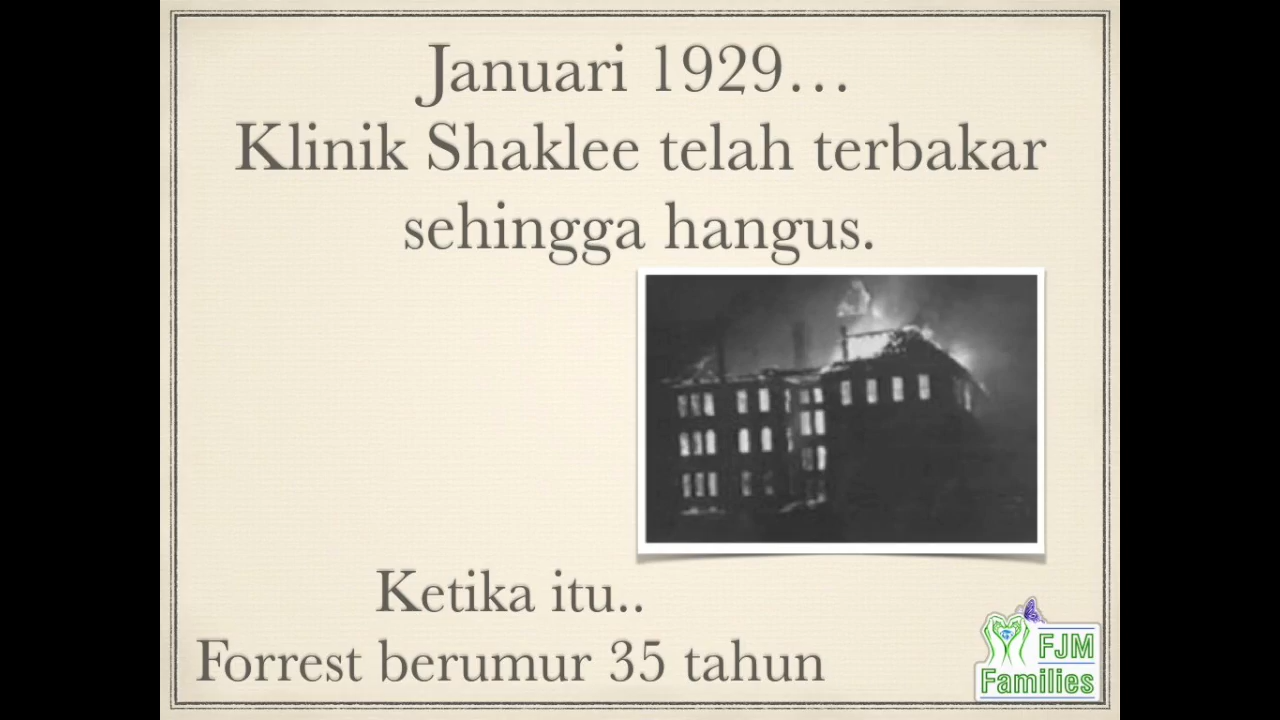 Januari 1929…
Klinik Shaklee telah terbakar
sehingga hangus.
Ketika itu..
Forrest berumur 35 tahun
FJM
Families